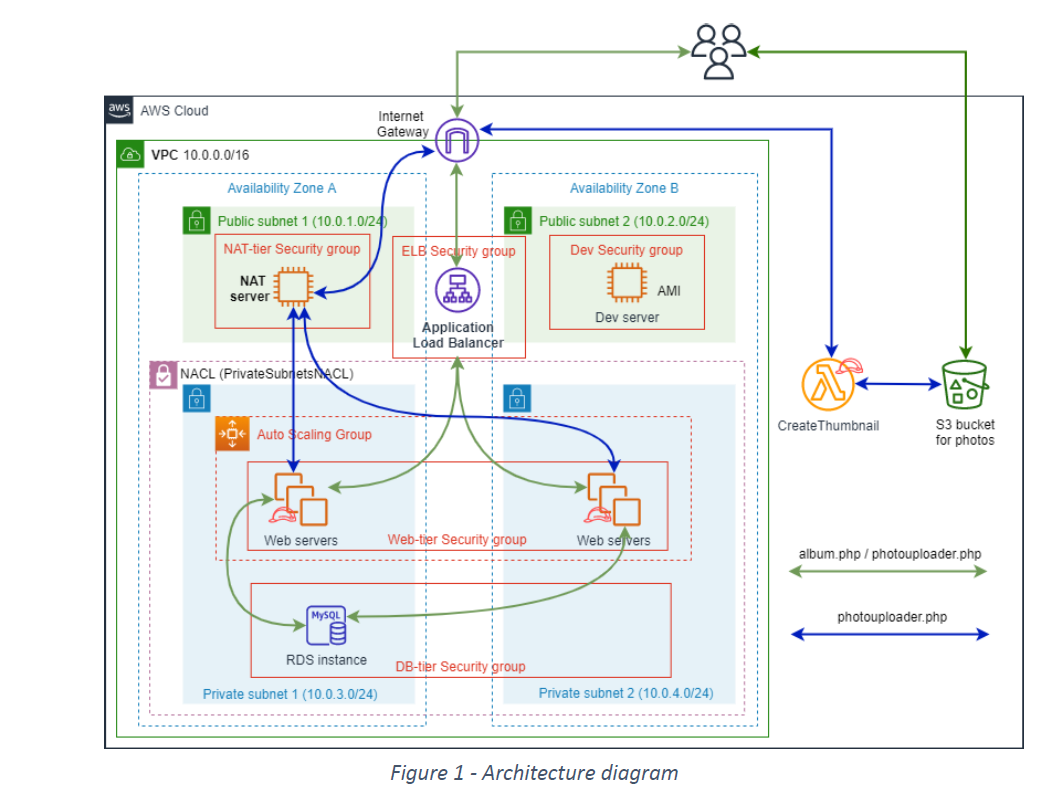 aws
AWS Cloud
Internet
Gateway
VPC 10.0.0.0/16
Availability Zone A
Availability Zone B
Public subnet 1 (10.0.1.0/24)
Public subnet 2 (10.0.2.0/24)
NAT-tier Security group
ELB Security group
Dev Security group
NAT
server
AMI
Dev server
Application
Load Balancer
NACL (PrivateSubnetsNACL)
CreateThumbnail
S3 bucket
for photos
Auto Scaling Group
Web servers
Web-tier Security group
Web servers
album.php / photouploader.php
MySQL
photouploader.php
RDS instance
DB-tier Security group
Private subnet 1 (10.0.3.0/24)
Private subnet 2 (10.0.4.0/24)
Figure 1 - Architecture diagram